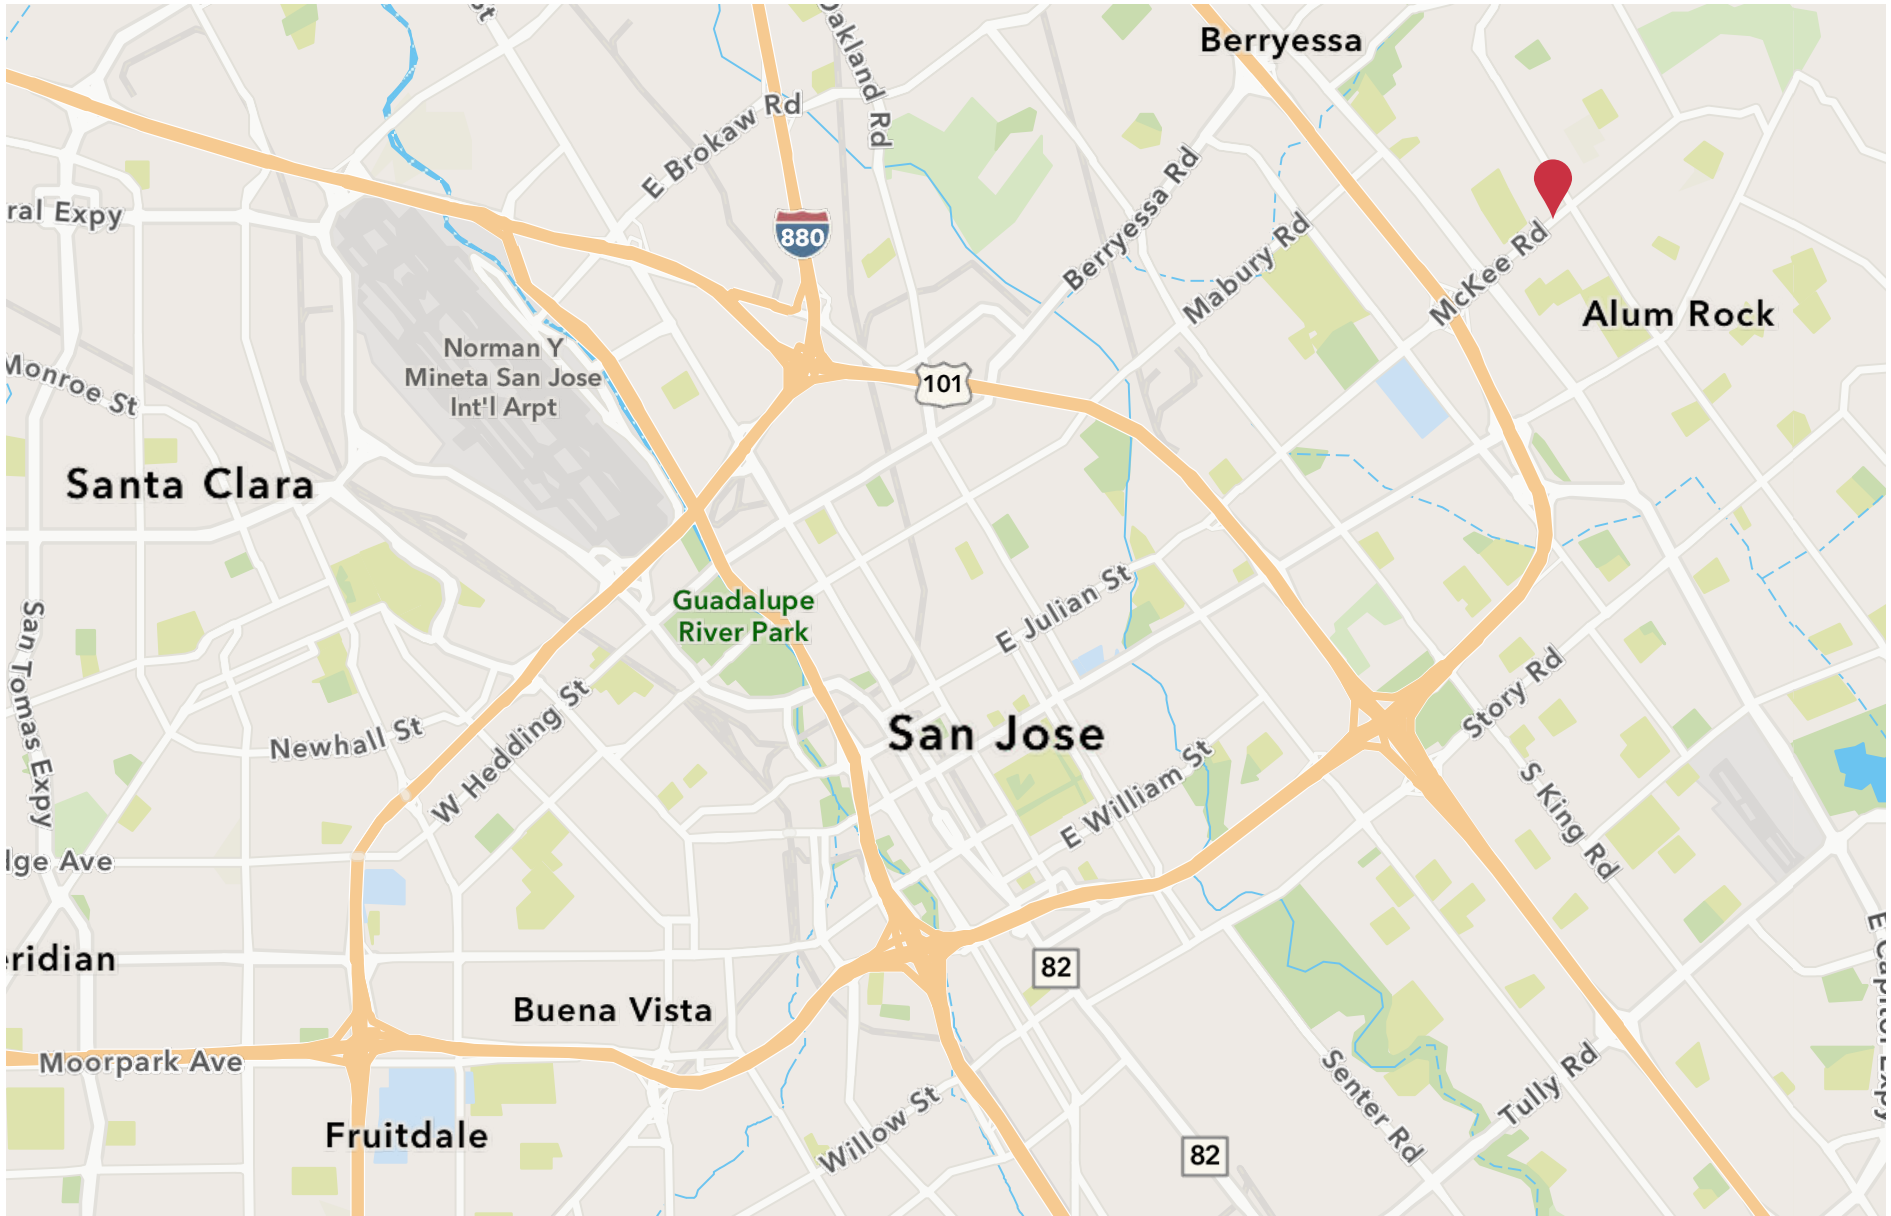 St
Oakland Rd
Berryessa
E Brokaw Rd
ral Expy
880
Berryessa Rd
Mabury Rd
McKee Rd
Alum Rock
Norman Y
Mineta San Jose
Int'l Arpt
Monroe St
101
Santa Clara
Guadalupe
River Park
E Julian St
San Tomas Expy
Newhall St
W Hedding St
San Jose
Story Rd
E William St
S King Rd
dge Ave
eridian
82
E Capitol Expy
Buena Vista
Moorpark Ave
Senter Rd
Tully Rd
Willow St
Fruitdale
82